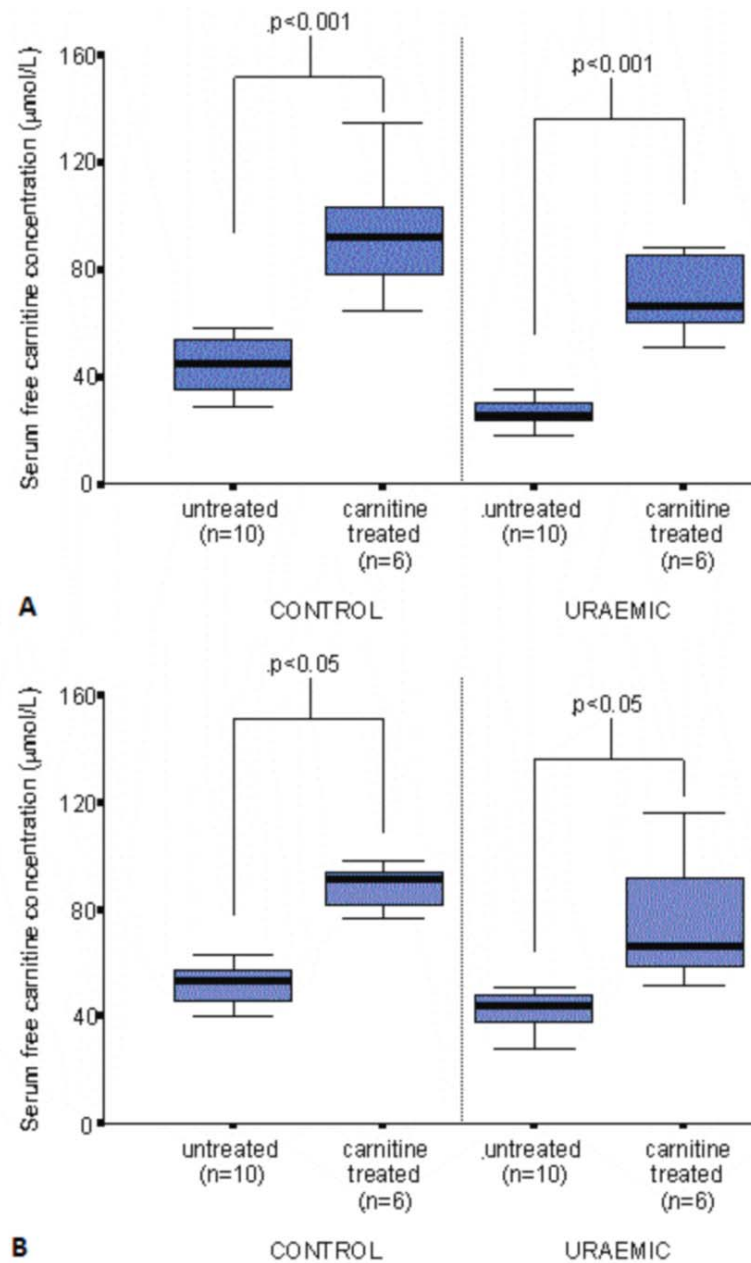 .p<0.001
.p<0.001
Serum free carnitine concentration (µmol/L)
160
120
80
40
0
untreated
(n=10)
carnitine
treated
(n=6)
.untreated
(n=10)
carnitine
treated
(n=6)
A
CONTROL
URAEMIC
.p<0.05
.p<0.05
Serum free carnitine concentration (µmol/L)
160
120
80
40
0
untreated
(n=10)
carnitine
treated
(n=6)
.untreated
(n=10)
carnitine
treated
(n=6)
B
CONTROL
URAEMIC